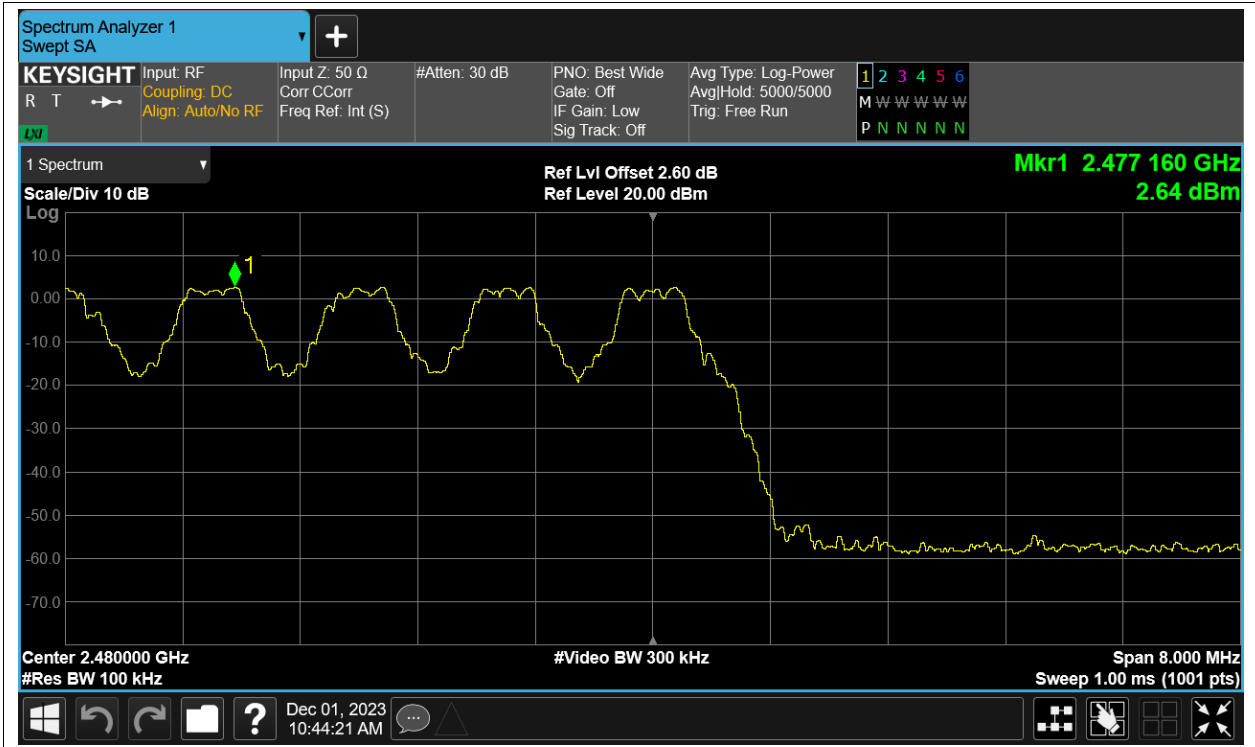 Spectrum Analyzer 1
Swept SA
KEYSIGHT
R T
LXI
Input: RF
Coupling: DC
Align: Auto/No RF
Input Z: 50 Ω
Corr CCorr
Freq Ref: Int (S)
#Atten: 30 dB
PNO: Best Wide
Gate: Off
IF Gain: Low
Sig Track: Off
Avg Type: Log-Power
Avg|Hold: 5000/5000
Trig: Free Run
1 2 3 4 5 6
M W W W W W
P N N N N N
1 Spectrum
Scale/Div 10 dB
Ref Lvl Offset 2.60 dB
Ref Level 20.00 dBm
Mkr1 2.477 160 GHz
2.64 dBm
Log
1
10.0
0.00
-10.0
-20.0
-30.0
-40.0
-50.0
-60.0
-70.0
Center 2.480000 GHz
#Video BW 300 kHz
Span 8.000 MHz
#Res BW 100 kHz
Sweep 1.00 ms (1001 pts)
?
Dec 01, 2023
10:44:21 AM